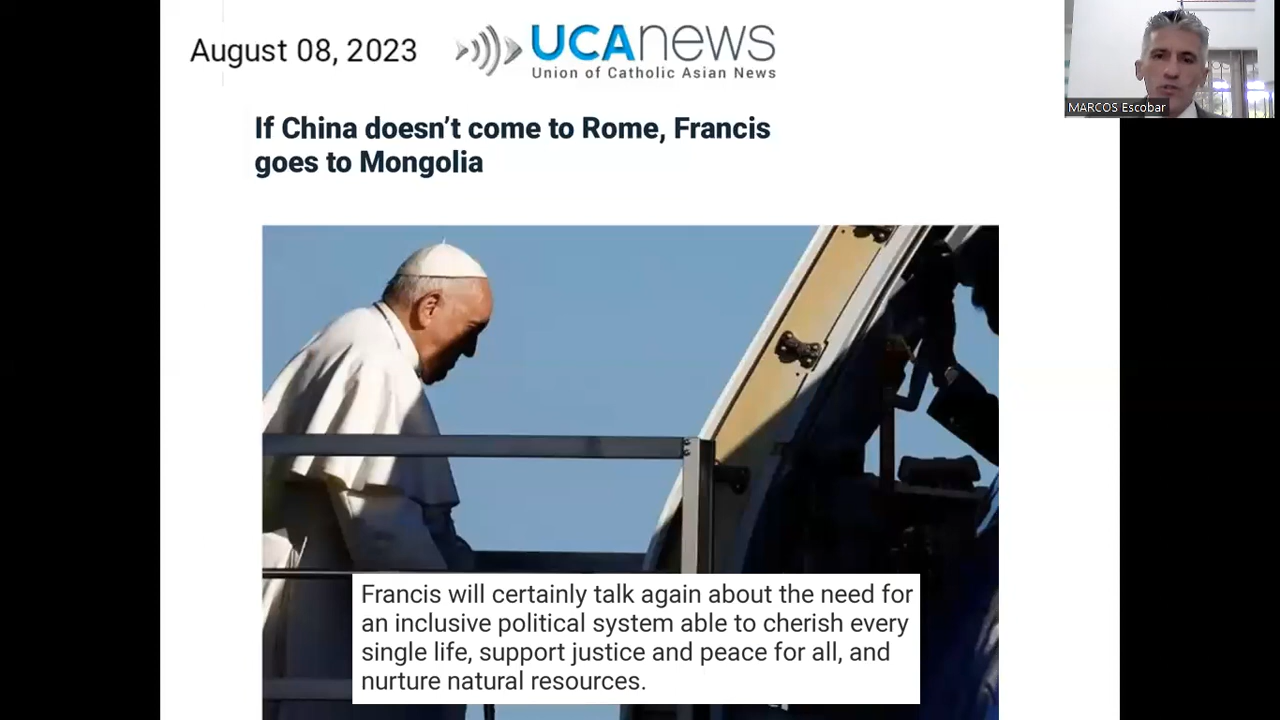 August 08, 2023
UCAnews
Union of Catholic Asian News
MARCOS Escobar
If China doesn’t come to Rome, Francis
goes to Mongolia
Francis will certainly talk again about the need for
an inclusive political system able to cherish every
single life, support justice and peace for all, and
nurture natural resources.